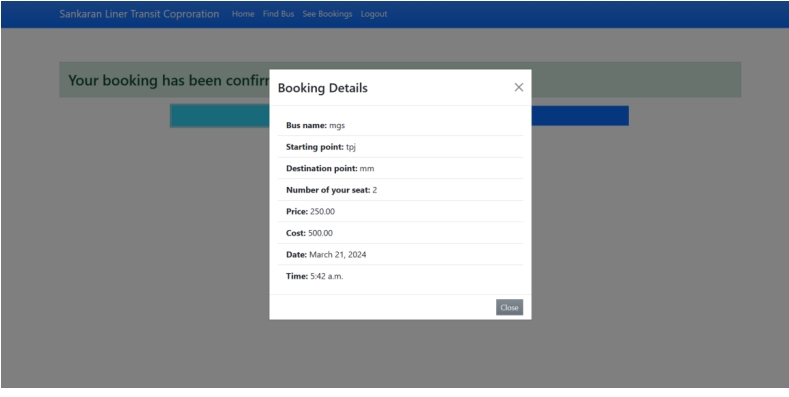 Sankaran Liner Transit Coproration Home Find Bus See Bookings Logout
Your booking has been
Booking Details
Bus name: mgs
Starting point: tpj
Destination point: mm
Number of your seat: 2
Price: 250.00
Cost: 500.00
Date: March 21, 2024
Time: 5:42 a.m.
Close